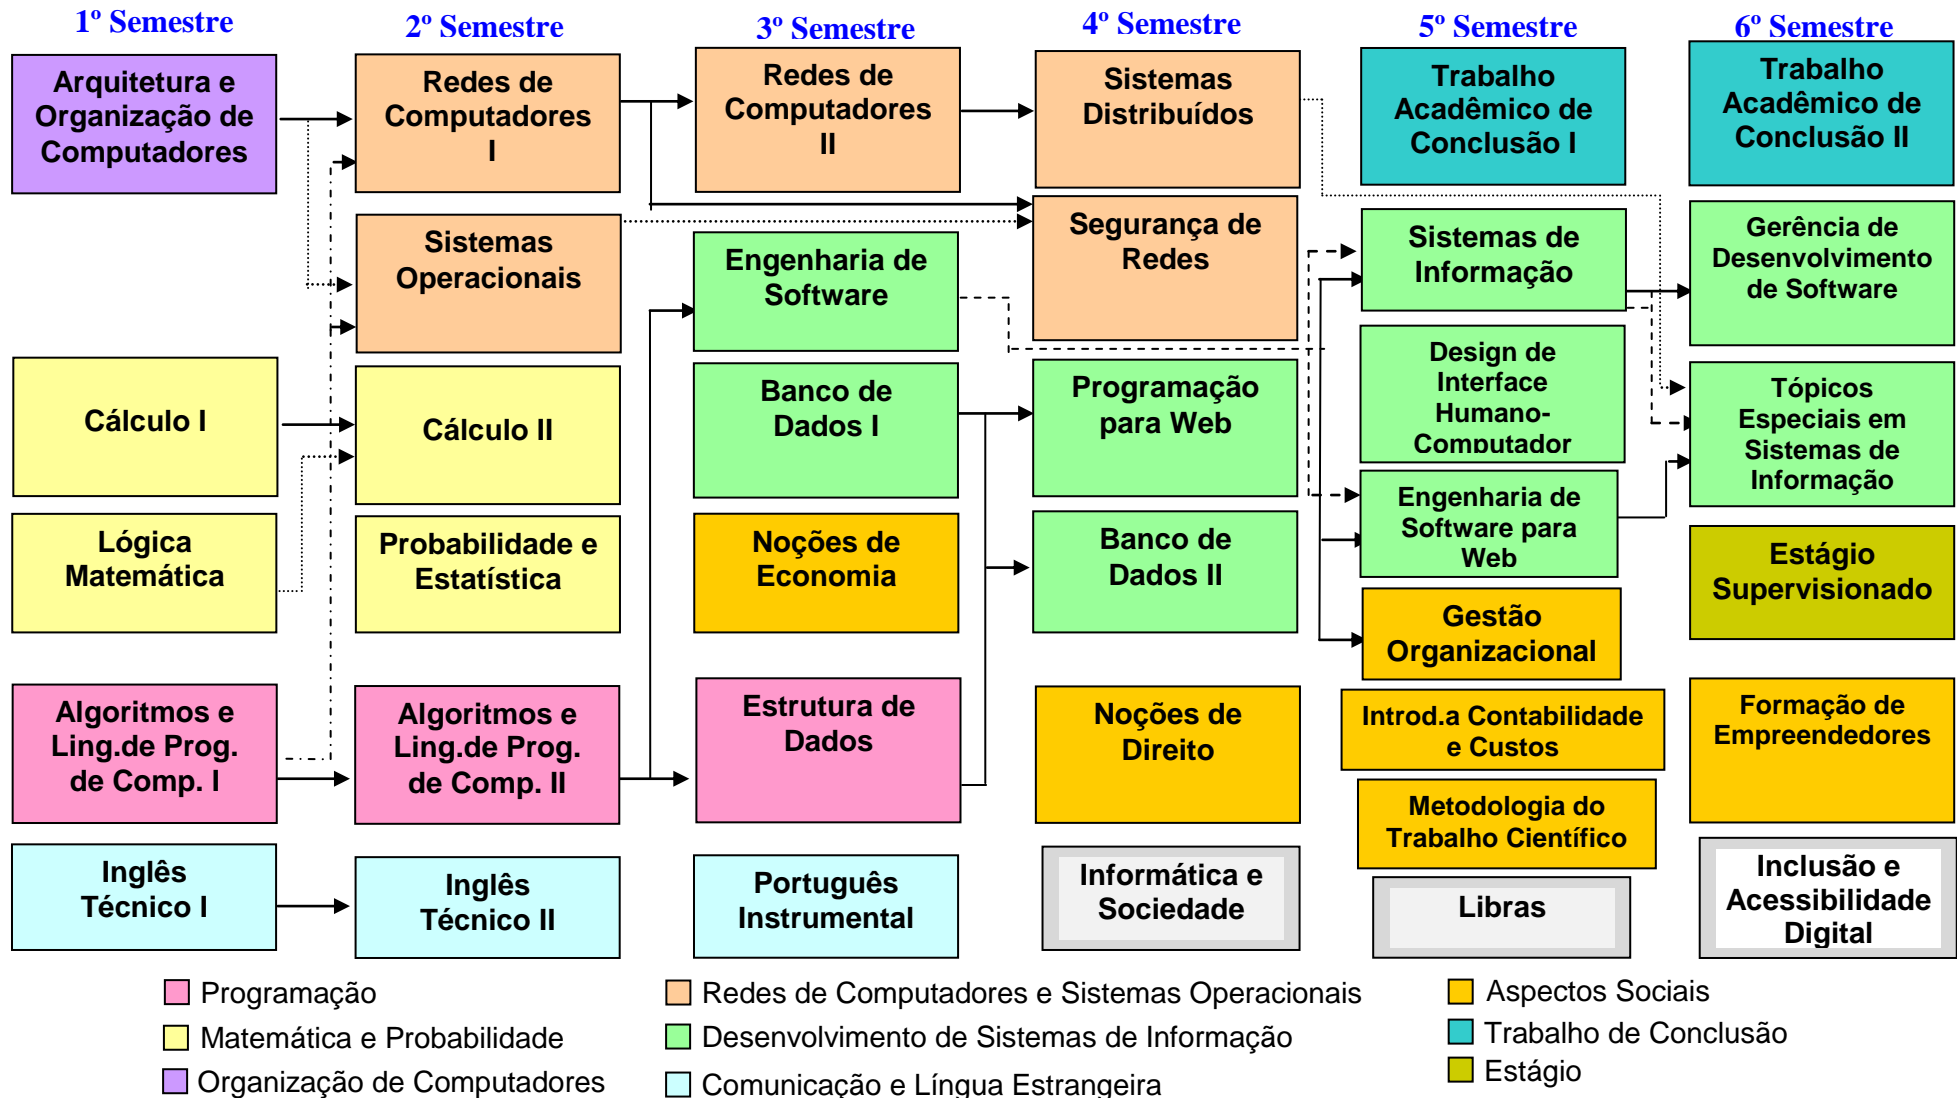 1º Semestre
2º Semestre
3º Semestre
4º Semestre
5º Semestre
6º Semestre
Arquitetura e
Organização de
Computadores
Redes de
Computadores
I
Redes de
Computadores
II
Sistemas
Distribuídos
Trabalho
Acadêmico de
Conclusão I
Trabalho
Acadêmico de
Conclusão II
Sistemas
Operacionais
Engenharia de
Software
Segurança de
Redes
Sistemas de
Informação
Gerência de
Desenvolvimento
de Software
Cálculo I
Cálculo II
Banco de
Dados I
Programação
para Web
Design de
Interface
Humano-
Computador
Tópicos
Especiais em
Sistemas de
Informação
Lógica
Matemática
Probabilidade e
Estatística
Noções de
Economia
Banco de
Dados II
Engenharia de
Software para
Web
Estágio
Supervisionado
Gestão
Organizacional
Algoritmos e
Ling.de Prog.
de Comp. I
Algoritmos e
Ling.de Prog.
de Comp. II
Estrutura de
Dados
Noções de
Direito
Introd.a Contabilidade
e Custos
Formação de
Empreendedores
Metodologia do
Trabalho Científico
Inglês
Técnico I
Inglês
Técnico II
Português
Instrumental
Informática e
Sociedade
Libras
Inclusão e
Acessibilidade
Digital
Programação
Redes de Computadores e Sistemas Operacionais
Aspectos Sociais
Matemática e Probabilidade
Desenvolvimento de Sistemas de Informação
Trabalho de Conclusão
Organização de Computadores
Comunicação e Língua Estrangeira
Estágio